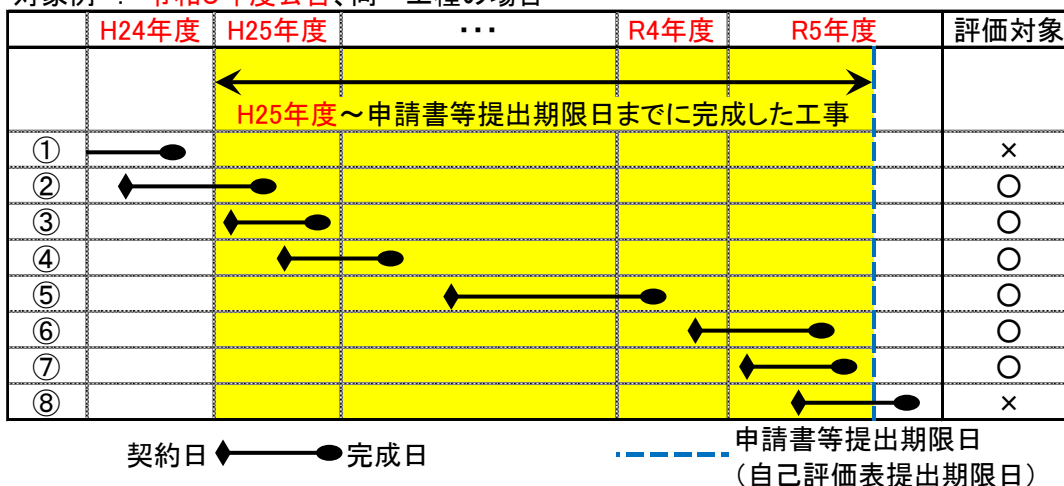 H24年度 H25年度 ・・・ R4年度 R5年度 評価対象
H25年度～申請書等提出期限日までに完成した工事
① ×
② ○
③ ○
④ ○
⑤ ○
⑥ ○
⑦ ○
⑧ ×
契約日 完成日 申請書等提出期限日
（自己評価表提出期限日）